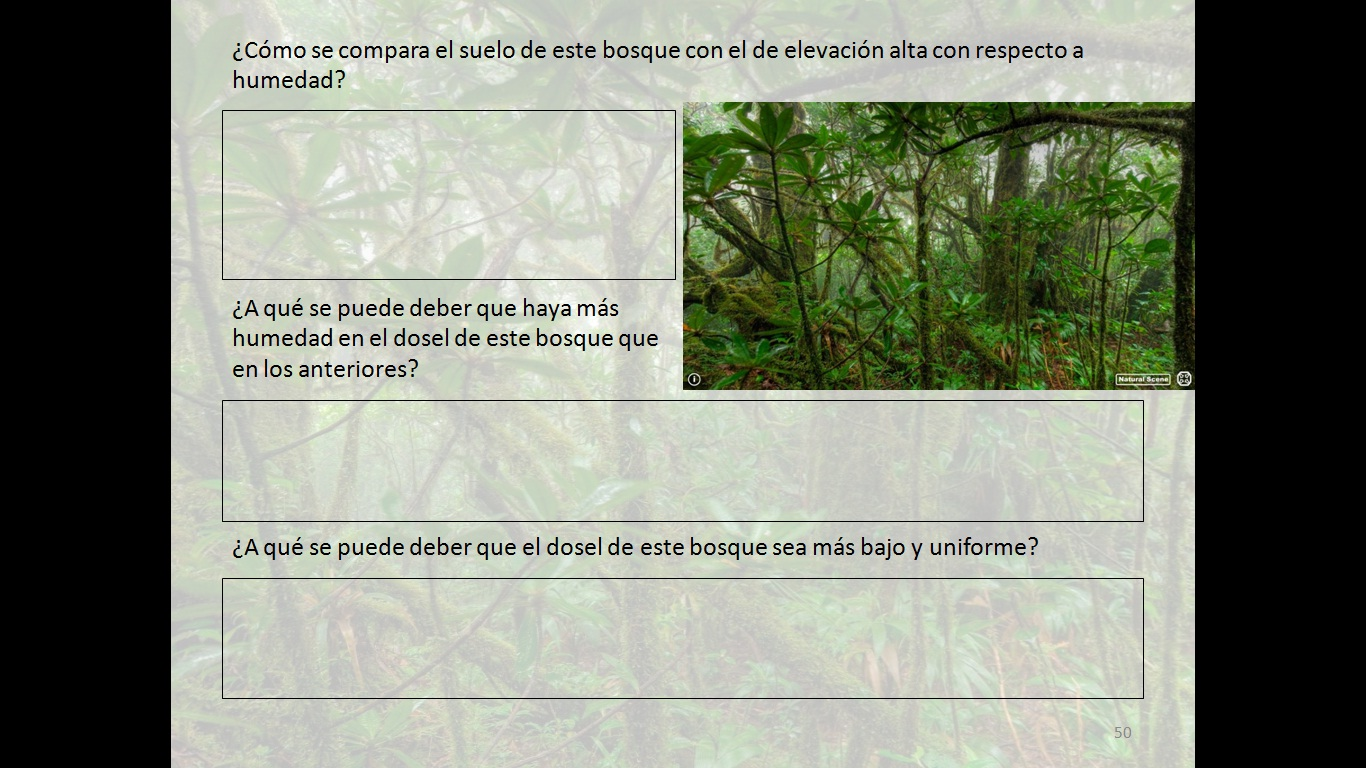 ¿Cómo se compara el suelo de este bosque con el de elevación alta con respecto a
humedad?
¿A qué se puede deber que haya más
humedad en el dosel de este bosque que
en los anteriores?
i
Natural Scene
¿A qué se puede deber que el dosel de este bosque sea más bajo y uniforme?
50